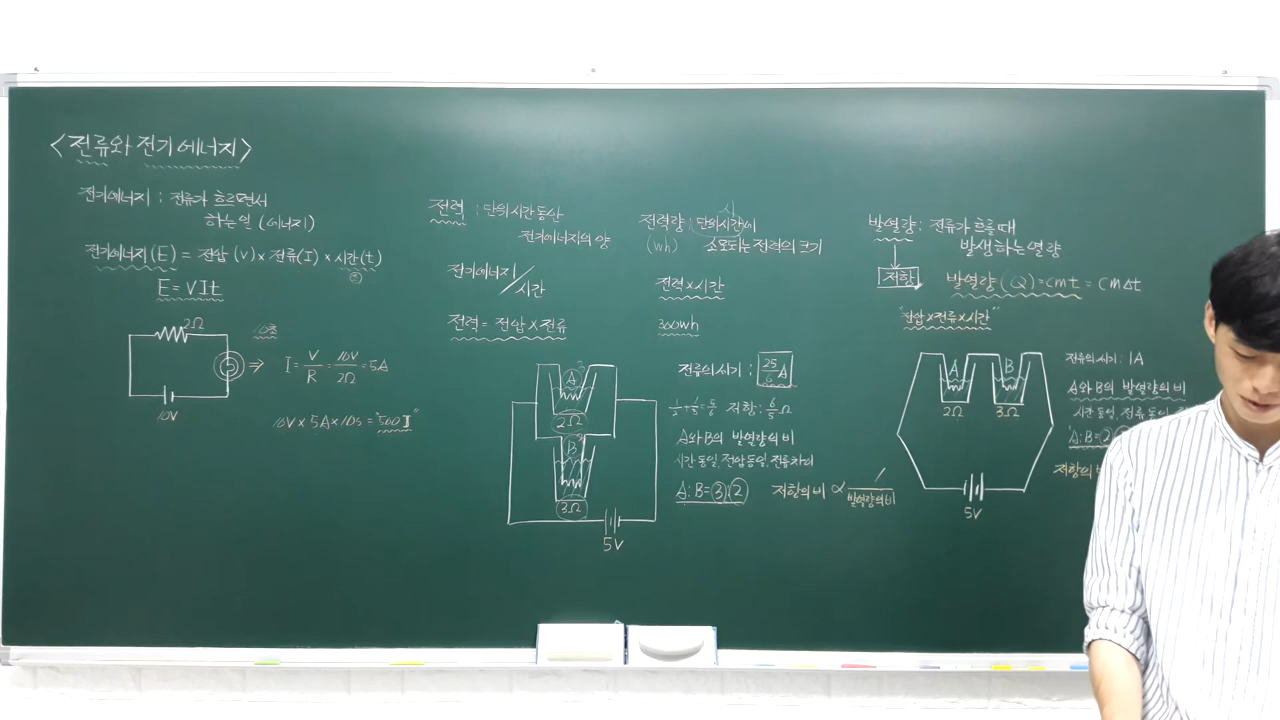 <전류와 전기에너지>
전기에너지 : 전류가 흐르면서
하는일 (에너지)
전기에너지(E) = 전압(V) × 전류(I) × 시간(t)
E = VIt
2Ω
10초
I = V/R = 10V/2Ω = 5A
10V
10V × 5A × 10s = "500J"
전력 : 단위시간동안
전기에너지의 양
전기에너지/시간
전력 = 전압 × 전류
A
2Ω
B
3Ω
5V
시
전력량 : 단위시간에
(Wh) 소모되는 전력의 크기
전력×시간
300Wh
전류의 세기 : 25/6 A
저항 : 6/5 Ω
A와 B의 발열량의 비
시간 동일, 전압동일, 전류차이
A : B = 3 : 2
저항의 비 ∝ 1/발열량의비
발열량 : 전류가 흐를때
발생하는 열량
저항
발열량(Q) = cmt = cmΔt
"전압×전류×시간"
A B
2Ω 3Ω
5V
전류의세기 : 1A
A와 B의 발열량의 비
시간 동일, 전류 동일,
A : B = 2
저항의